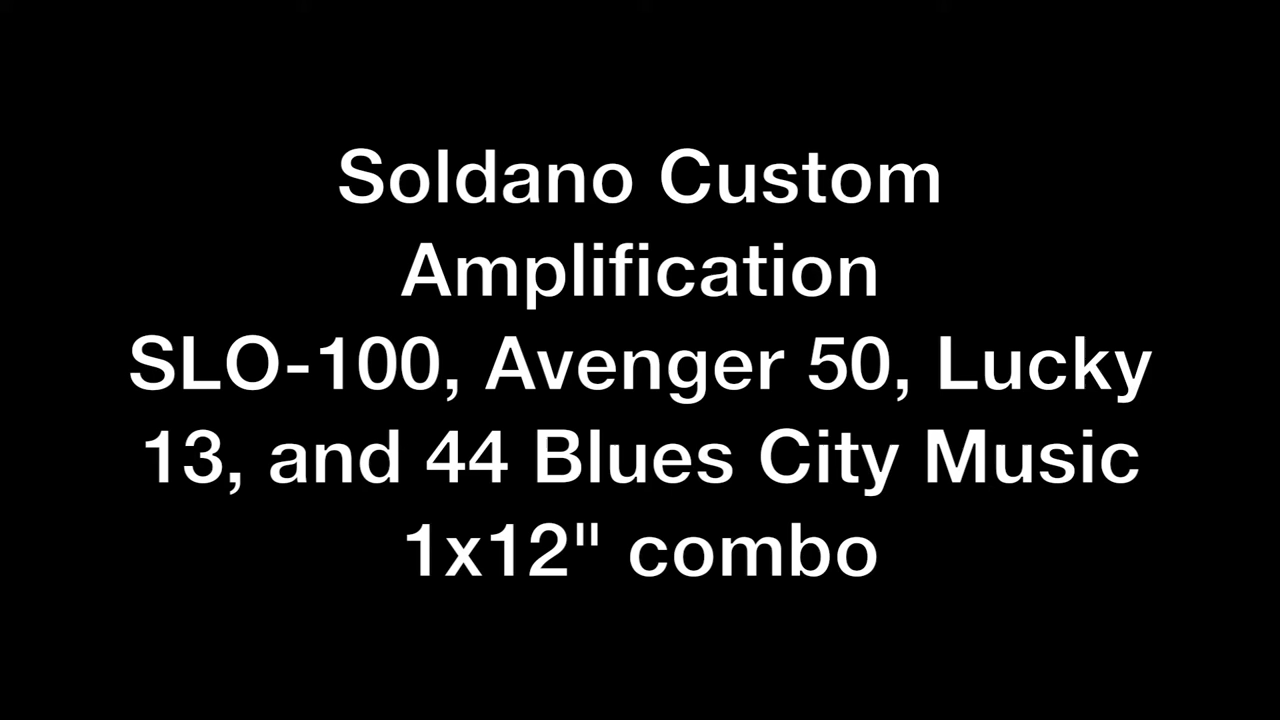 Soldano Custom
Amplification
SLO-100, Avenger 50, Lucky
13, and 44 Blues City Music
1x12" combo